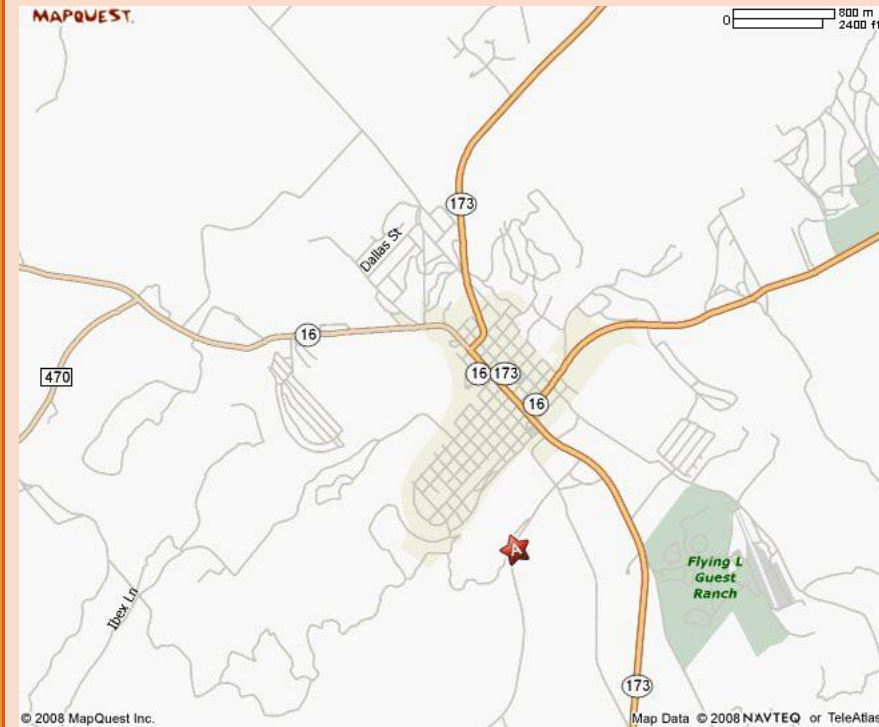 MAPQUEST.
0
800 m
2400 ft
173
Dallas St
16
470
16 173
16
A
Flying L
Guest
Ranch
Ibex Ln
173
© 2008 MapQuest Inc.
Map Data © 2008 NAVTEQ or TeleAtlas